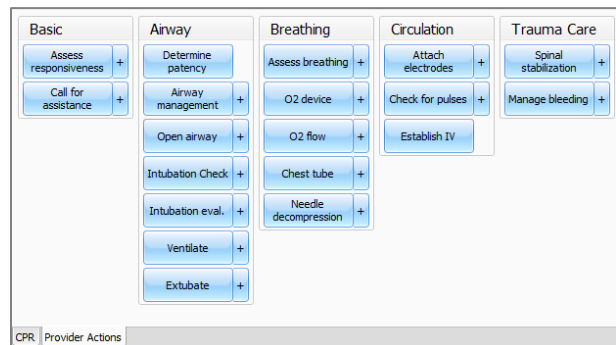 Basic
Assess
responsiveness +
Call for
assistance +
Airway
Determine
patency
Airway
management +
Open airway +
Intubation Check +
Intubation eval. +
Ventilate +
Extubate +
Breathing
Assess breathing +
O2 device +
O2 flow +
Chest tube +
Needle
decompression +
Circulation
Attach
electrodes +
Check for pulses +
Establish IV
Trauma Care
Spinal
stabilization +
Manage bleeding +
CPR Provider Actions